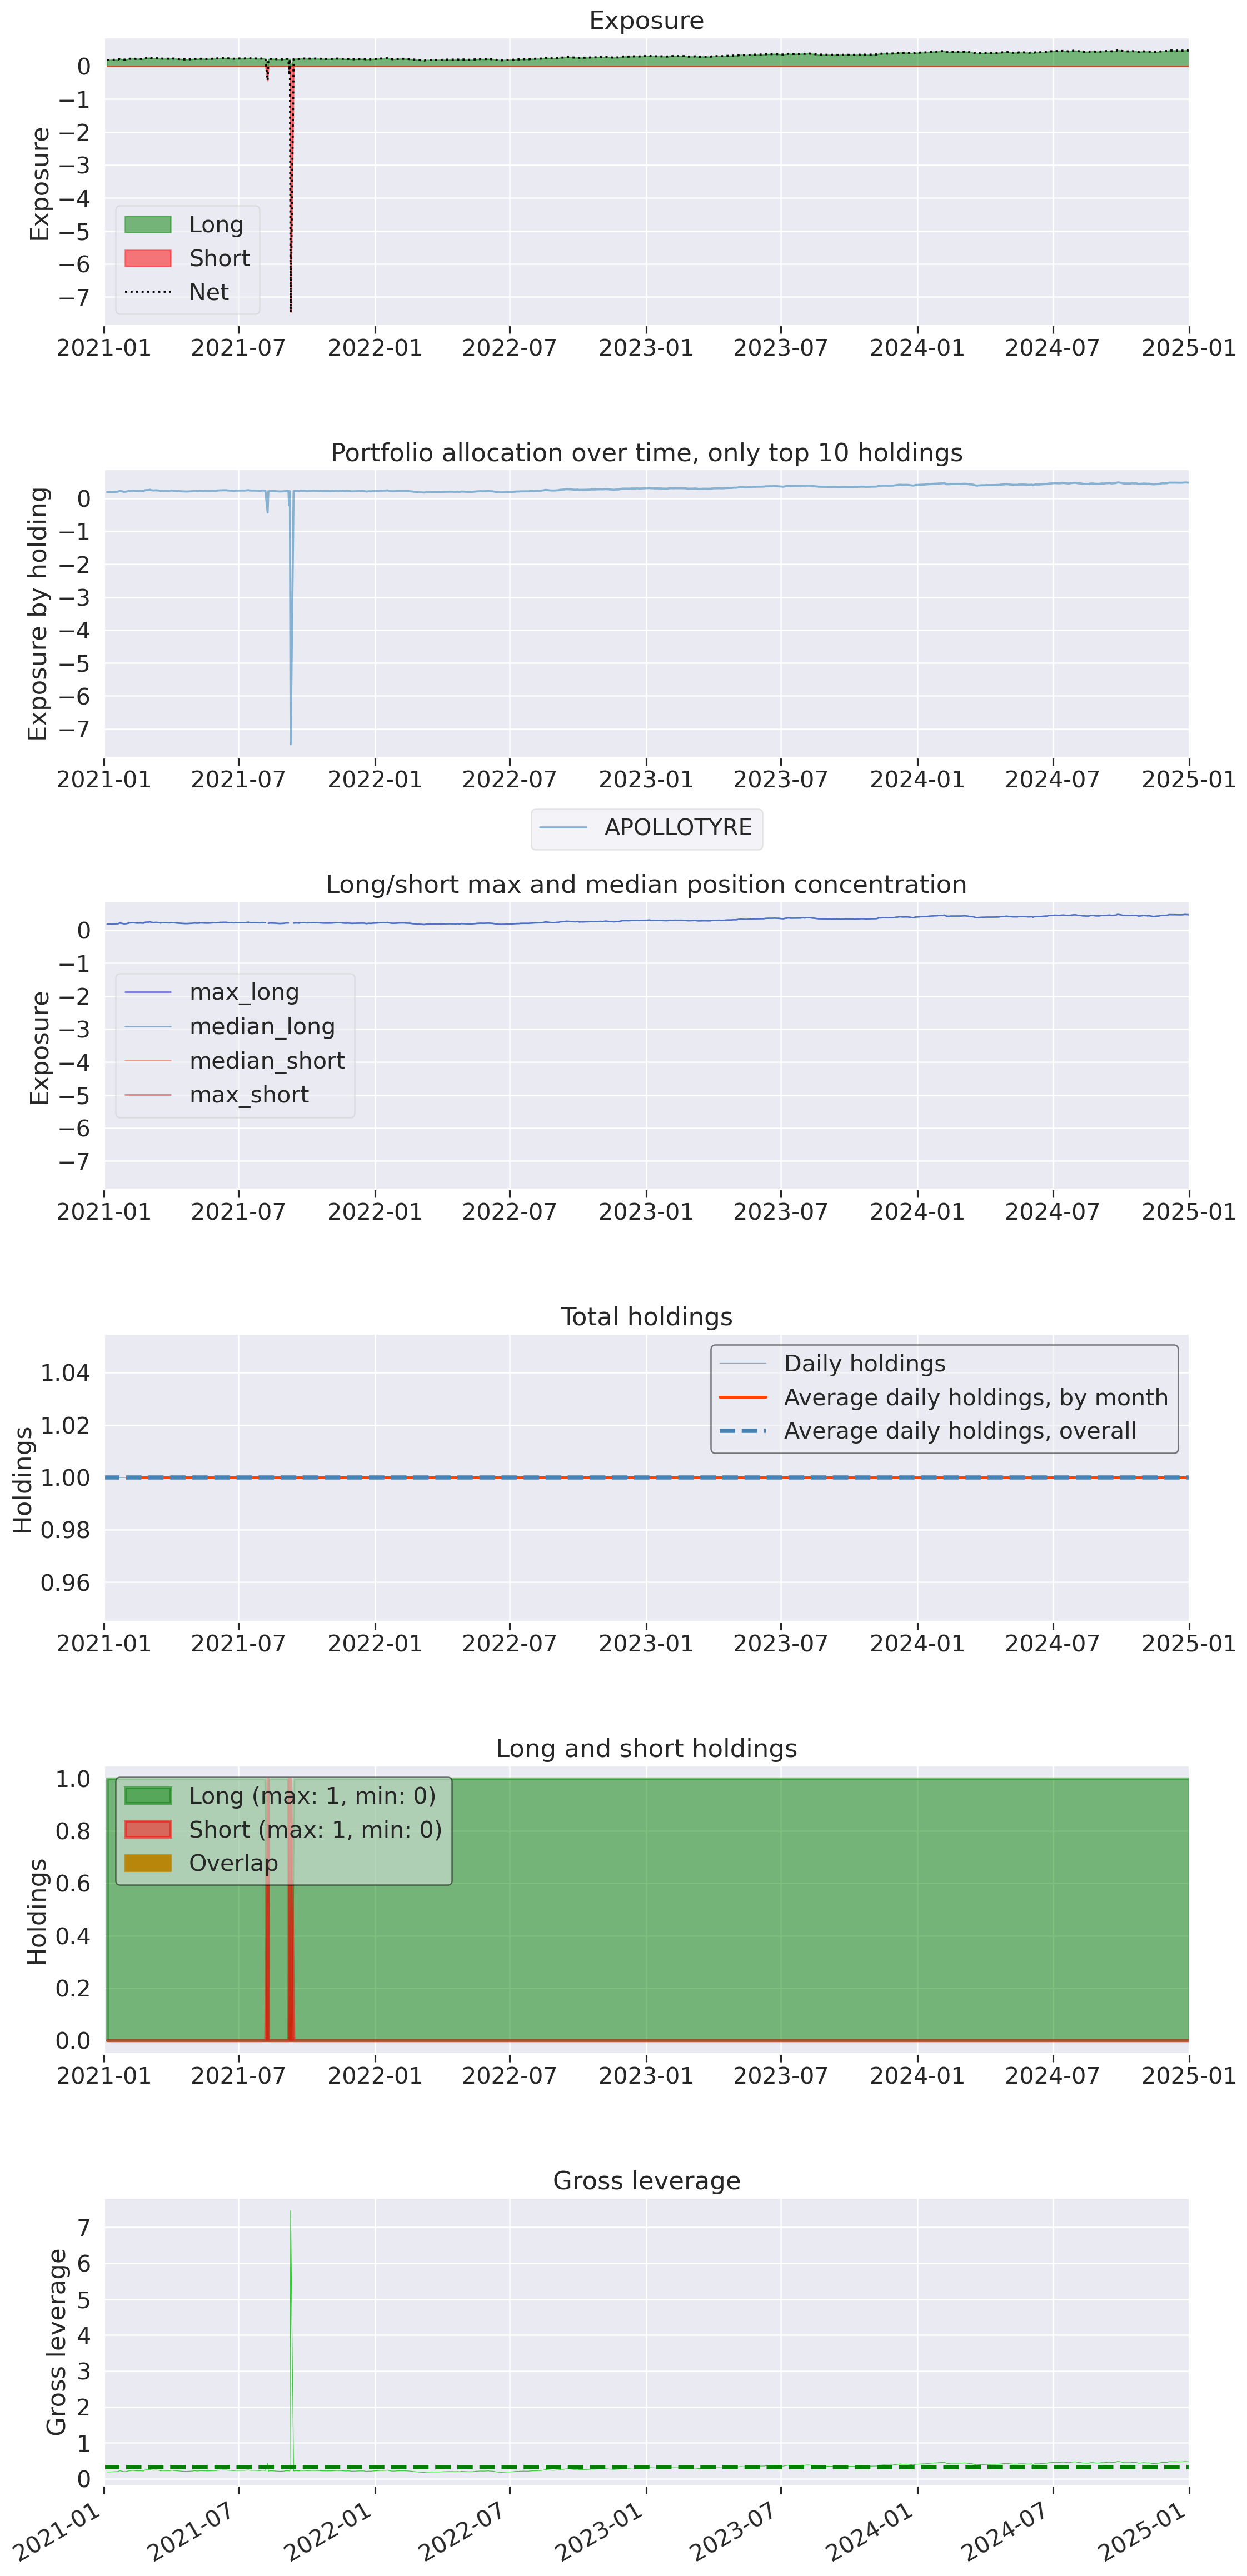 Exposure
Exposure
0
−1
−2
−3
−4
−5
−6
−7
Long
Short
Net
2021-01 2021-07 2022-01 2022-07 2023-01 2023-07 2024-01 2024-07 2025-01
Portfolio allocation over time, only top 10 holdings
Exposure by holding
0
−1
−2
−3
−4
−5
−6
−7
2021-01 2021-07 2022-01 2022-07 2023-01 2023-07 2024-01 2024-07 2025-01
APOLLOTYRE
Long/short max and median position concentration
Exposure
0
−1
−2
−3
−4
−5
−6
−7
max_long
median_long
median_short
max_short
2021-01 2021-07 2022-01 2022-07 2023-01 2023-07 2024-01 2024-07 2025-01
Total holdings
Holdings
1.04
1.02
1.00
0.98
0.96
Daily holdings
Average daily holdings, by month
Average daily holdings, overall
2021-01 2021-07 2022-01 2022-07 2023-01 2023-07 2024-01 2024-07 2025-01
Long and short holdings
Holdings
1.0
0.8
0.6
0.4
0.2
0.0
Long (max: 1, min: 0)
Short (max: 1, min: 0)
Overlap
2021-01 2021-07 2022-01 2022-07 2023-01 2023-07 2024-01 2024-07 2025-01
Gross leverage
Gross leverage
7
6
5
4
3
2
1
0
2021-01 2021-07 2022-01 2022-07 2023-01 2023-07 2024-01 2024-07 2025-01